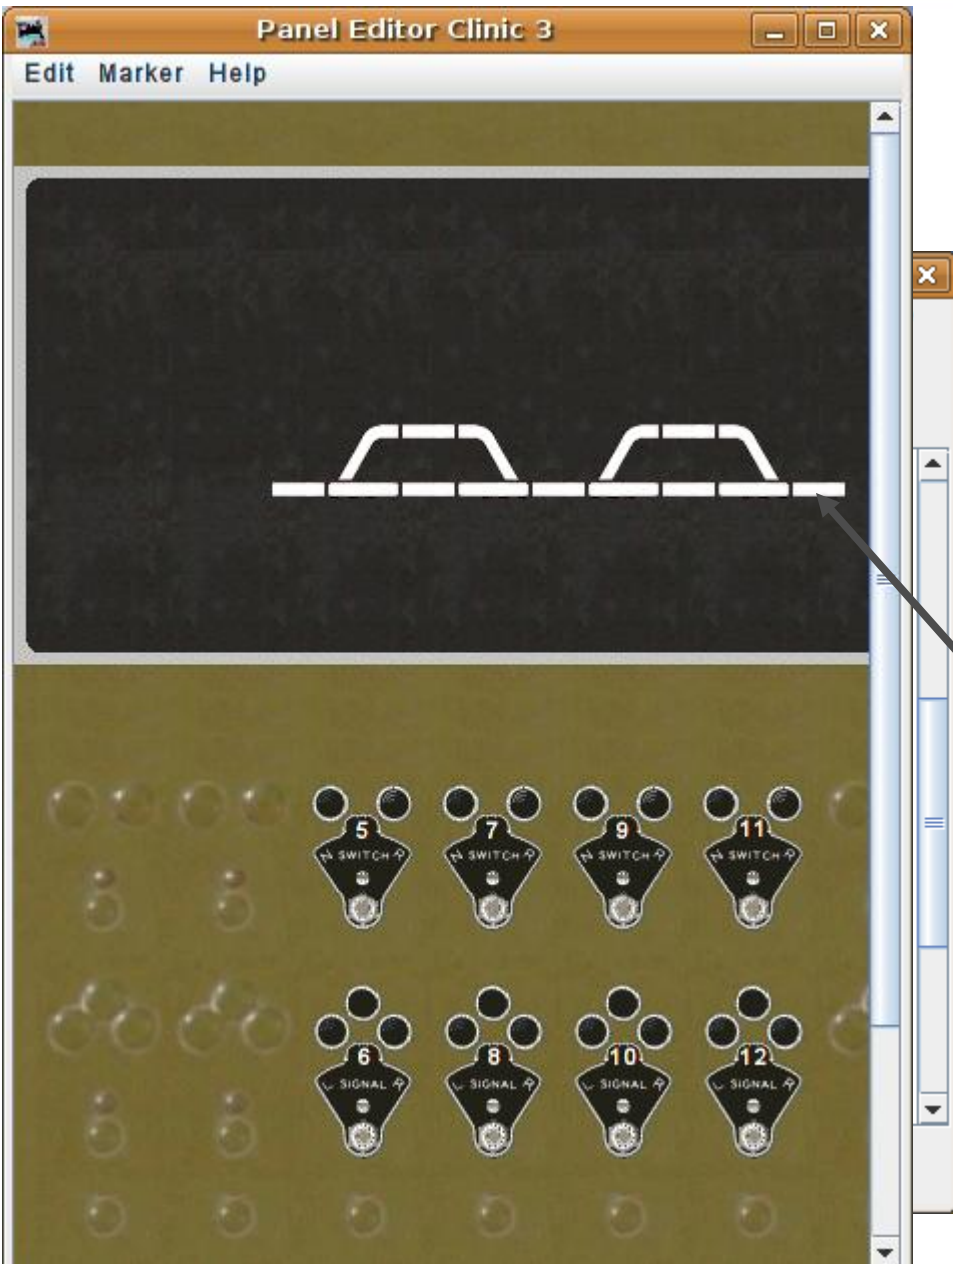 Panel Editor Clinic 3
Edit Marker Help
5 7 9 11
N SWITCH R N SWITCH R N SWITCH R N SWITCH R
6 8 10 12
L SIGNAL R L SIGNAL R L SIGNAL R L SIGNAL R